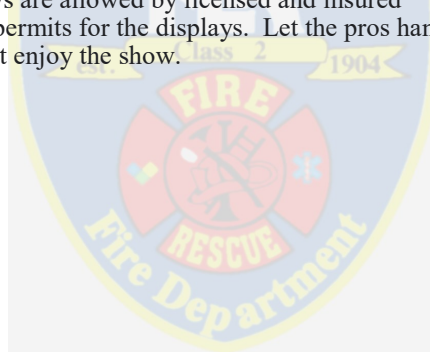 ys are allowed by licensed and insured
permits for the displays.  Let the pros han
t enjoy the show.
Class 2
est.
1904
FIRE
RESCUE
Fire Department